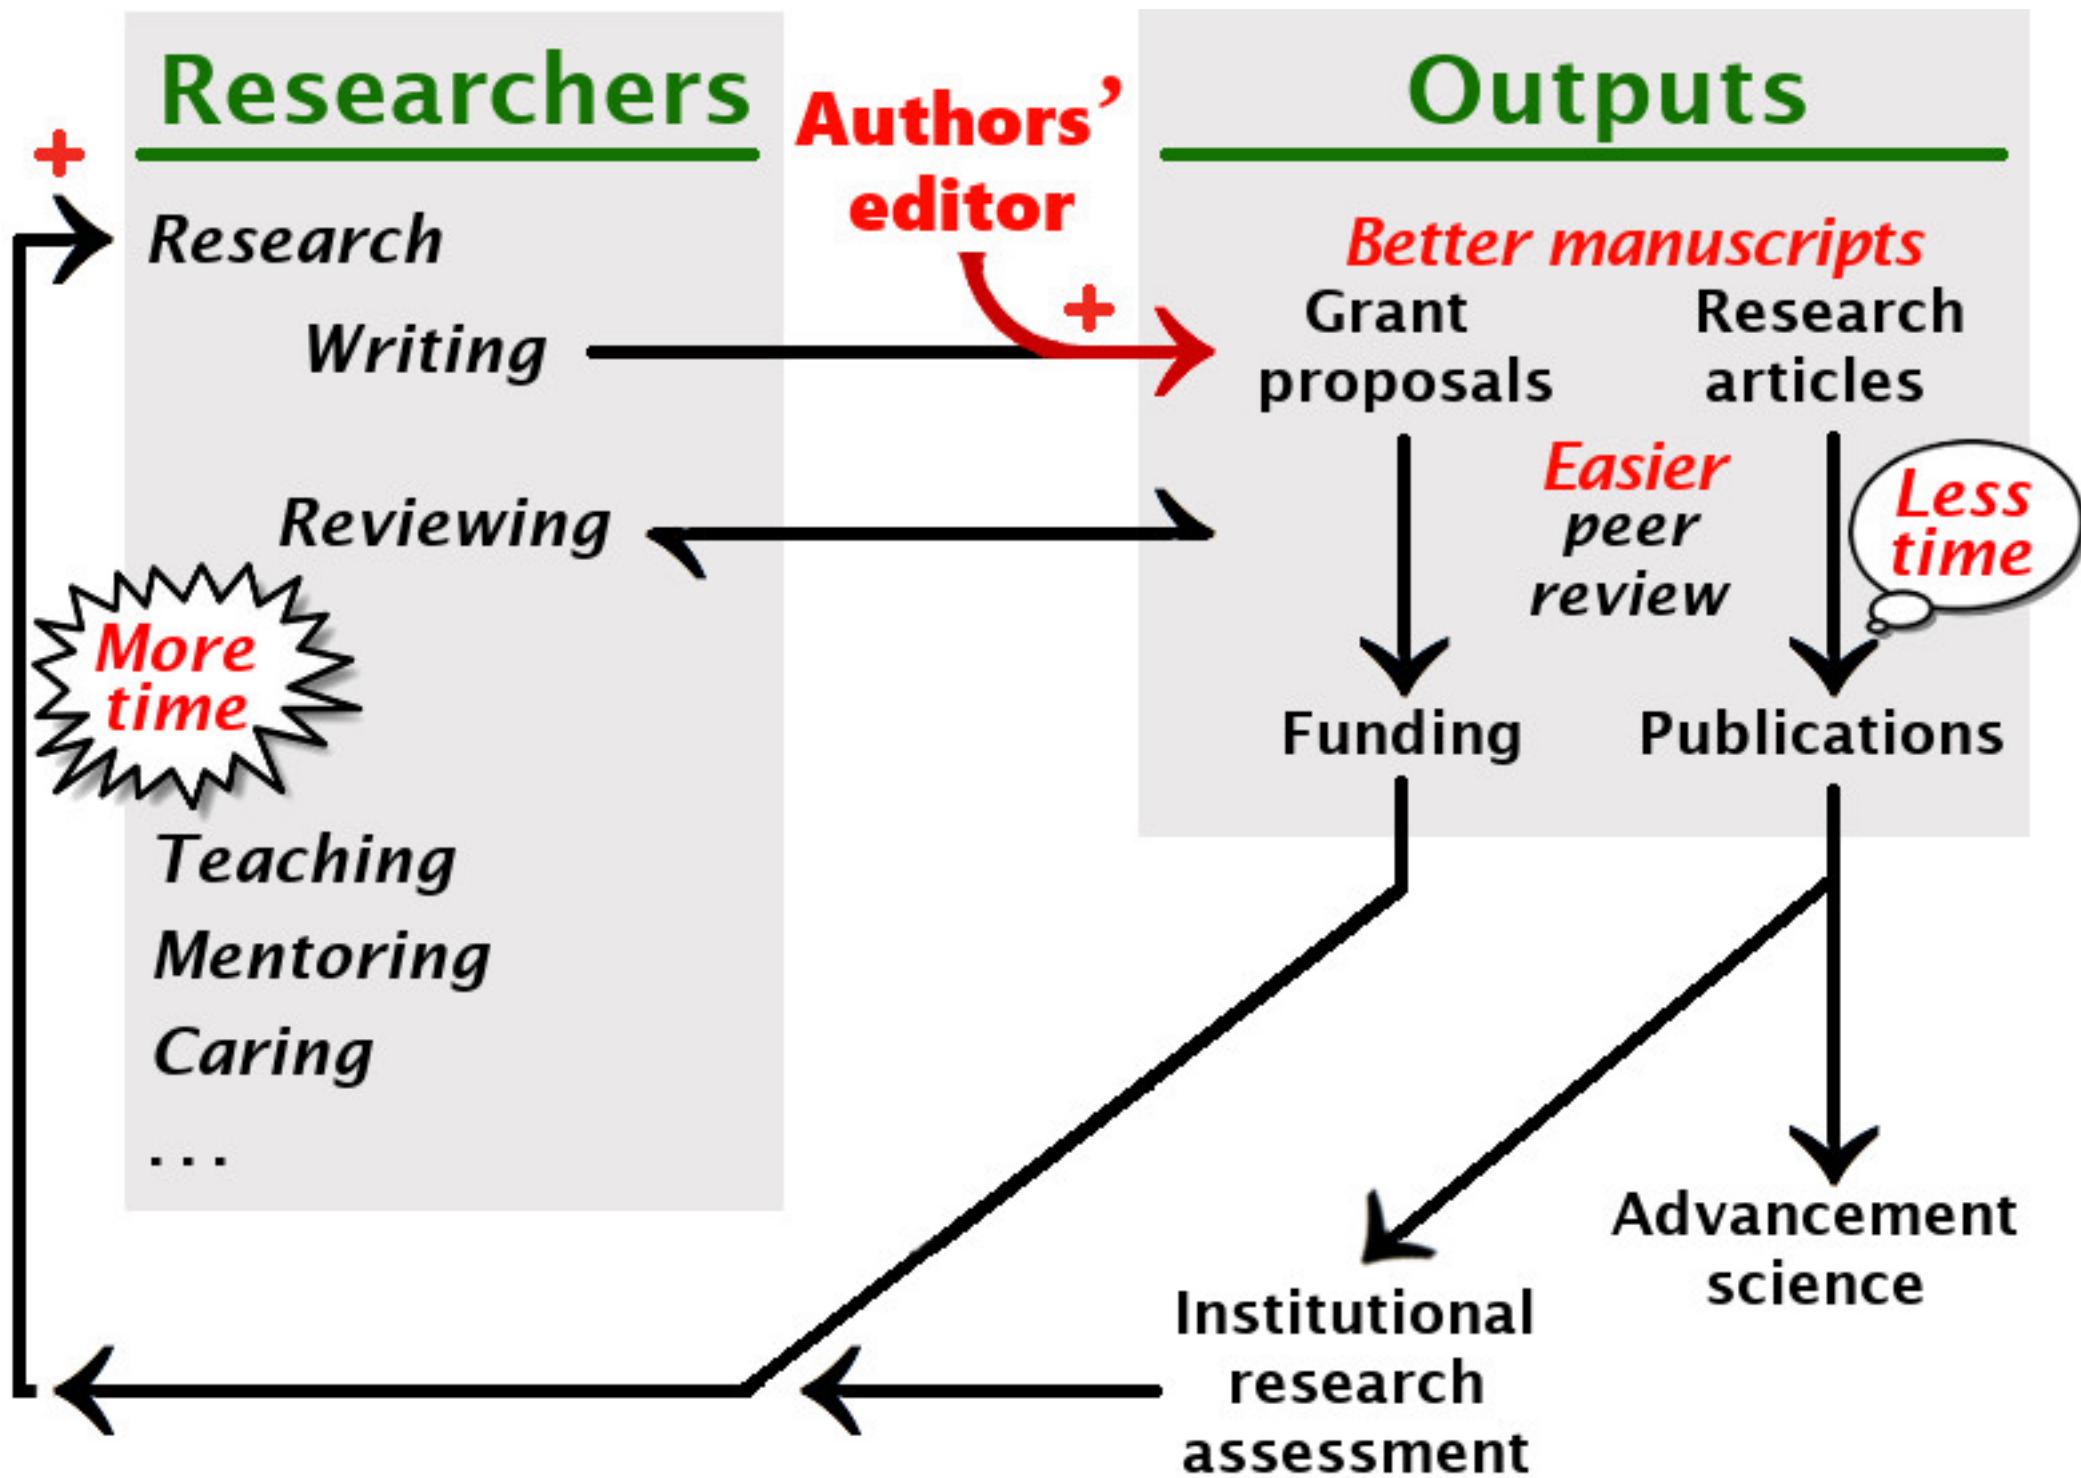 Researchers
+
Research
Writing
Reviewing
More
time
Teaching
Mentoring
Caring
...
Authors’
editor
+
Outputs
Better manuscripts
Grant
proposals
Research
articles
Easier
peer
review
Less
time
Funding
Publications
Advancement
science
Institutional
research
assessment